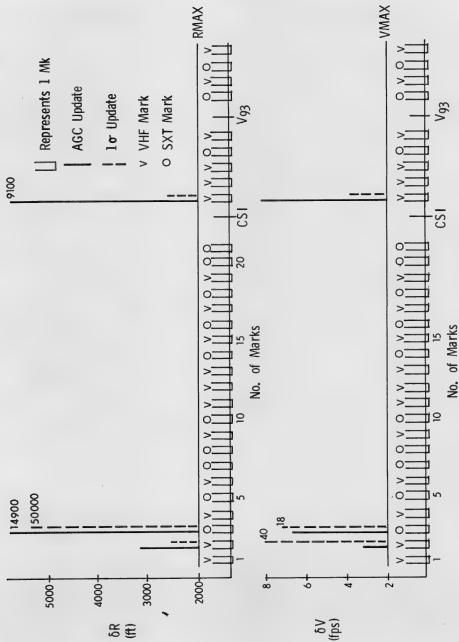 5000
4000
3000
2000
δR
(ft)
14900
150000
9100
RMAX
Represents 1 Mk
AGC Update
1σ Update
V VHF Mark
O SXT Mark
1
5
10
15
20
CSI
V93
No. of Marks
8
6
4
2
δV
(fps)
40
18
VMAX
1
5
10
15
20
CSI
V93
No. of Marks